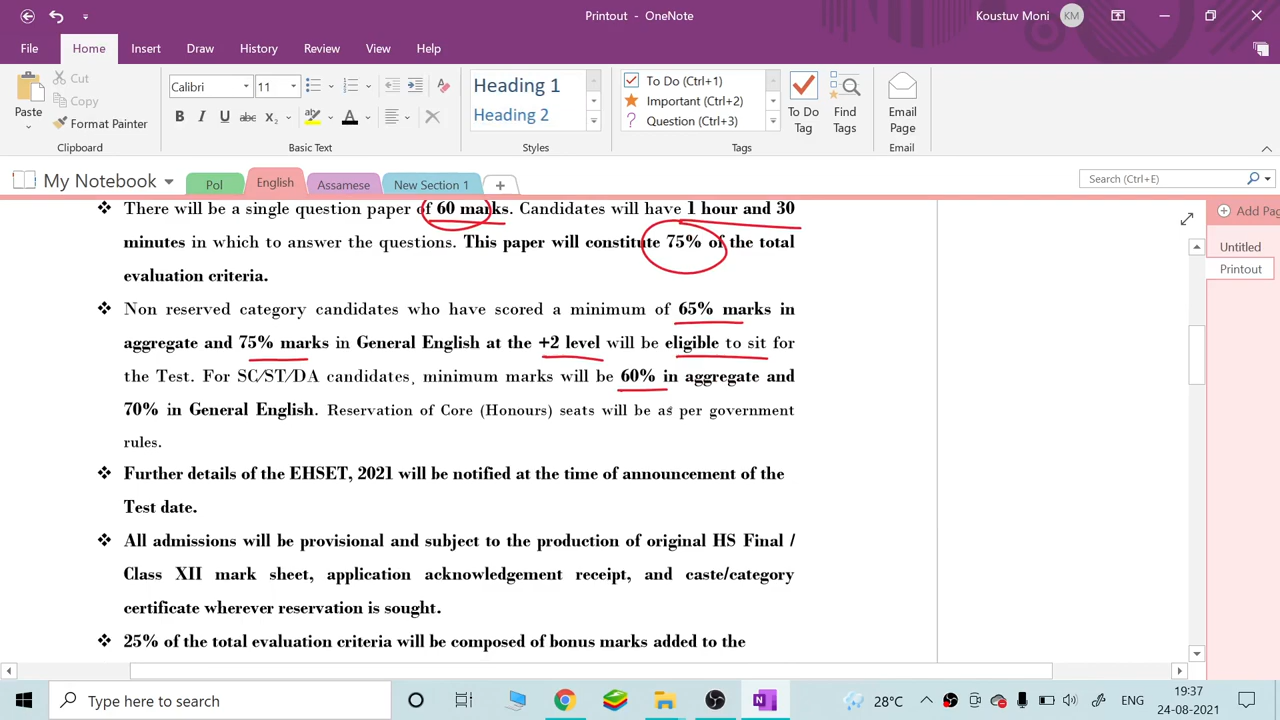 Printout - OneNote
Koustuv Moni KM
File Home Insert Draw History Review View Help
Paste Cut Copy Format Painter
Clipboard
Calibri 11
B I U abc X₂ A
Basic Text
Heading 1
Heading 2
Styles
To Do (Ctrl+1)
Important (Ctrl+2)
? Question (Ctrl+3)
To Do Tag
Find Tags
Tags
Email Page
Email
My Notebook Pol English Assamese New Section 1 +
Search (Ctrl+E)
Add Pag
Untitled
Printout
❖ There will be a single question paper of 60 marks. Candidates will have 1 hour and 30
minutes in which to answer the questions. This paper will constitute 75% of the total
evaluation criteria.
❖ Non reserved category candidates who have scored a minimum of 65% marks in
aggregate and 75% marks in General English at the +2 level will be eligible to sit for
the Test. For SC/ST/DA candidates, minimum marks will be 60% in aggregate and
70% in General English. Reservation of Core (Honours) seats will be as per government
rules.
❖ Further details of the EHSET, 2021 will be notified at the time of announcement of the
Test date.
❖ All admissions will be provisional and subject to the production of original HS Final /
Class XII mark sheet, application acknowledgement receipt, and caste/category
certificate wherever reservation is sought.
❖ 25% of the total evaluation criteria will be composed of bonus marks added to the
Type here to search
28°C
ENG
19:37
24-08-2021